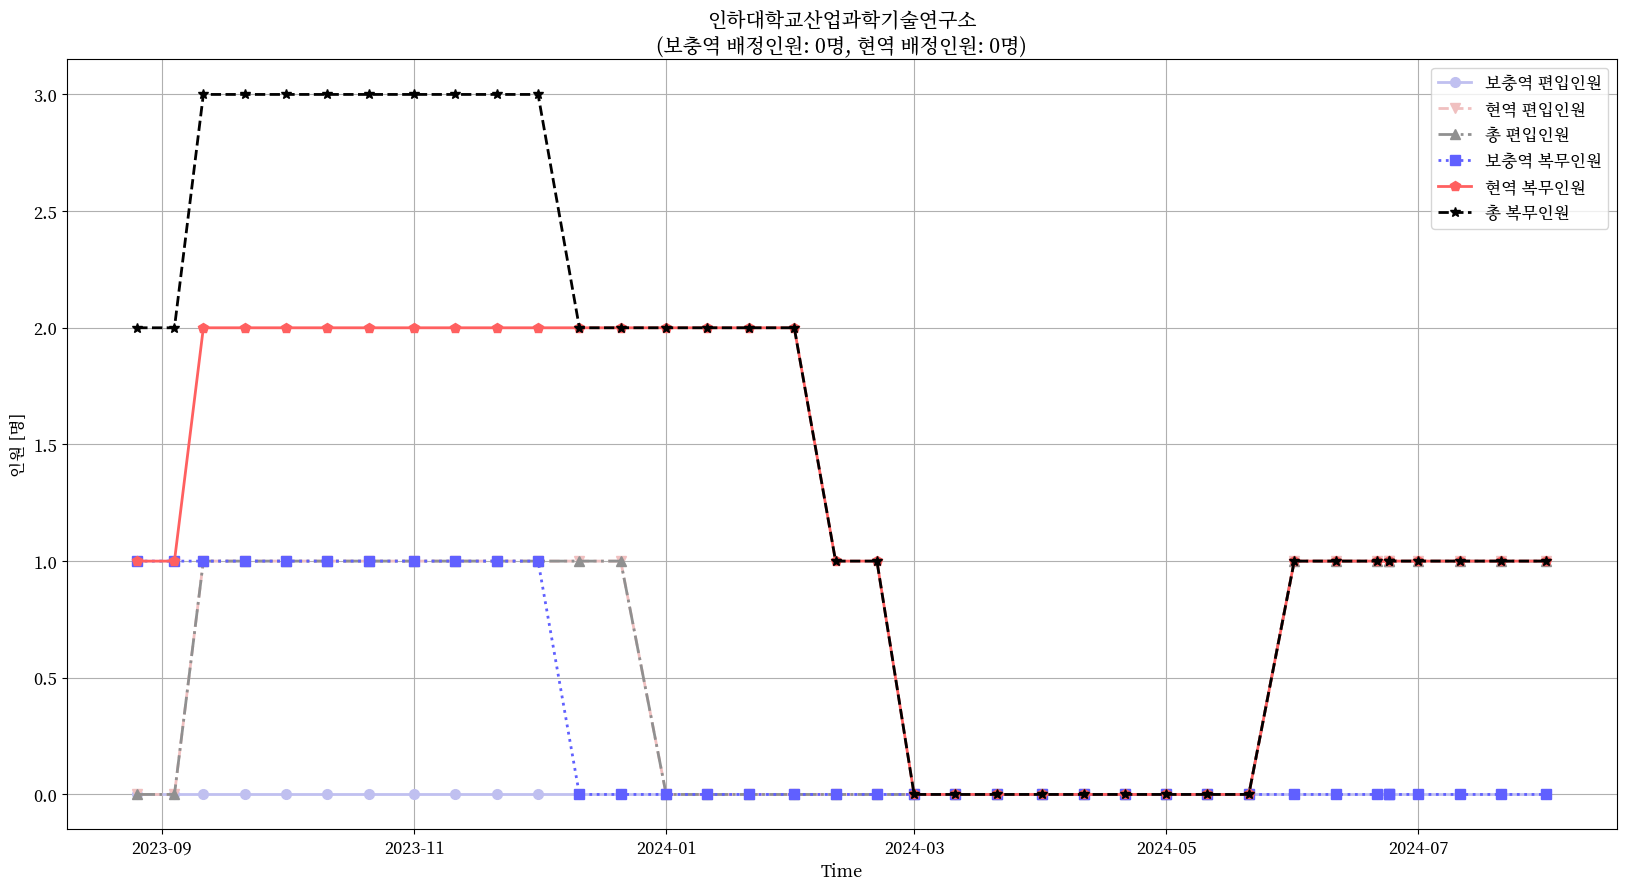 인하대학교산업과학기술연구소
(보충역 배정인원: 0명, 현역 배정인원: 0명)
보충역 편입인원
현역 편입인원
총 편입인원
보충역 복무인원
현역 복무인원
총 복무인원
인원 [명]
3.0
2.5
2.0
1.5
1.0
0.5
0.0
2023-09
2023-11
2024-01
2024-03
2024-05
2024-07
Time